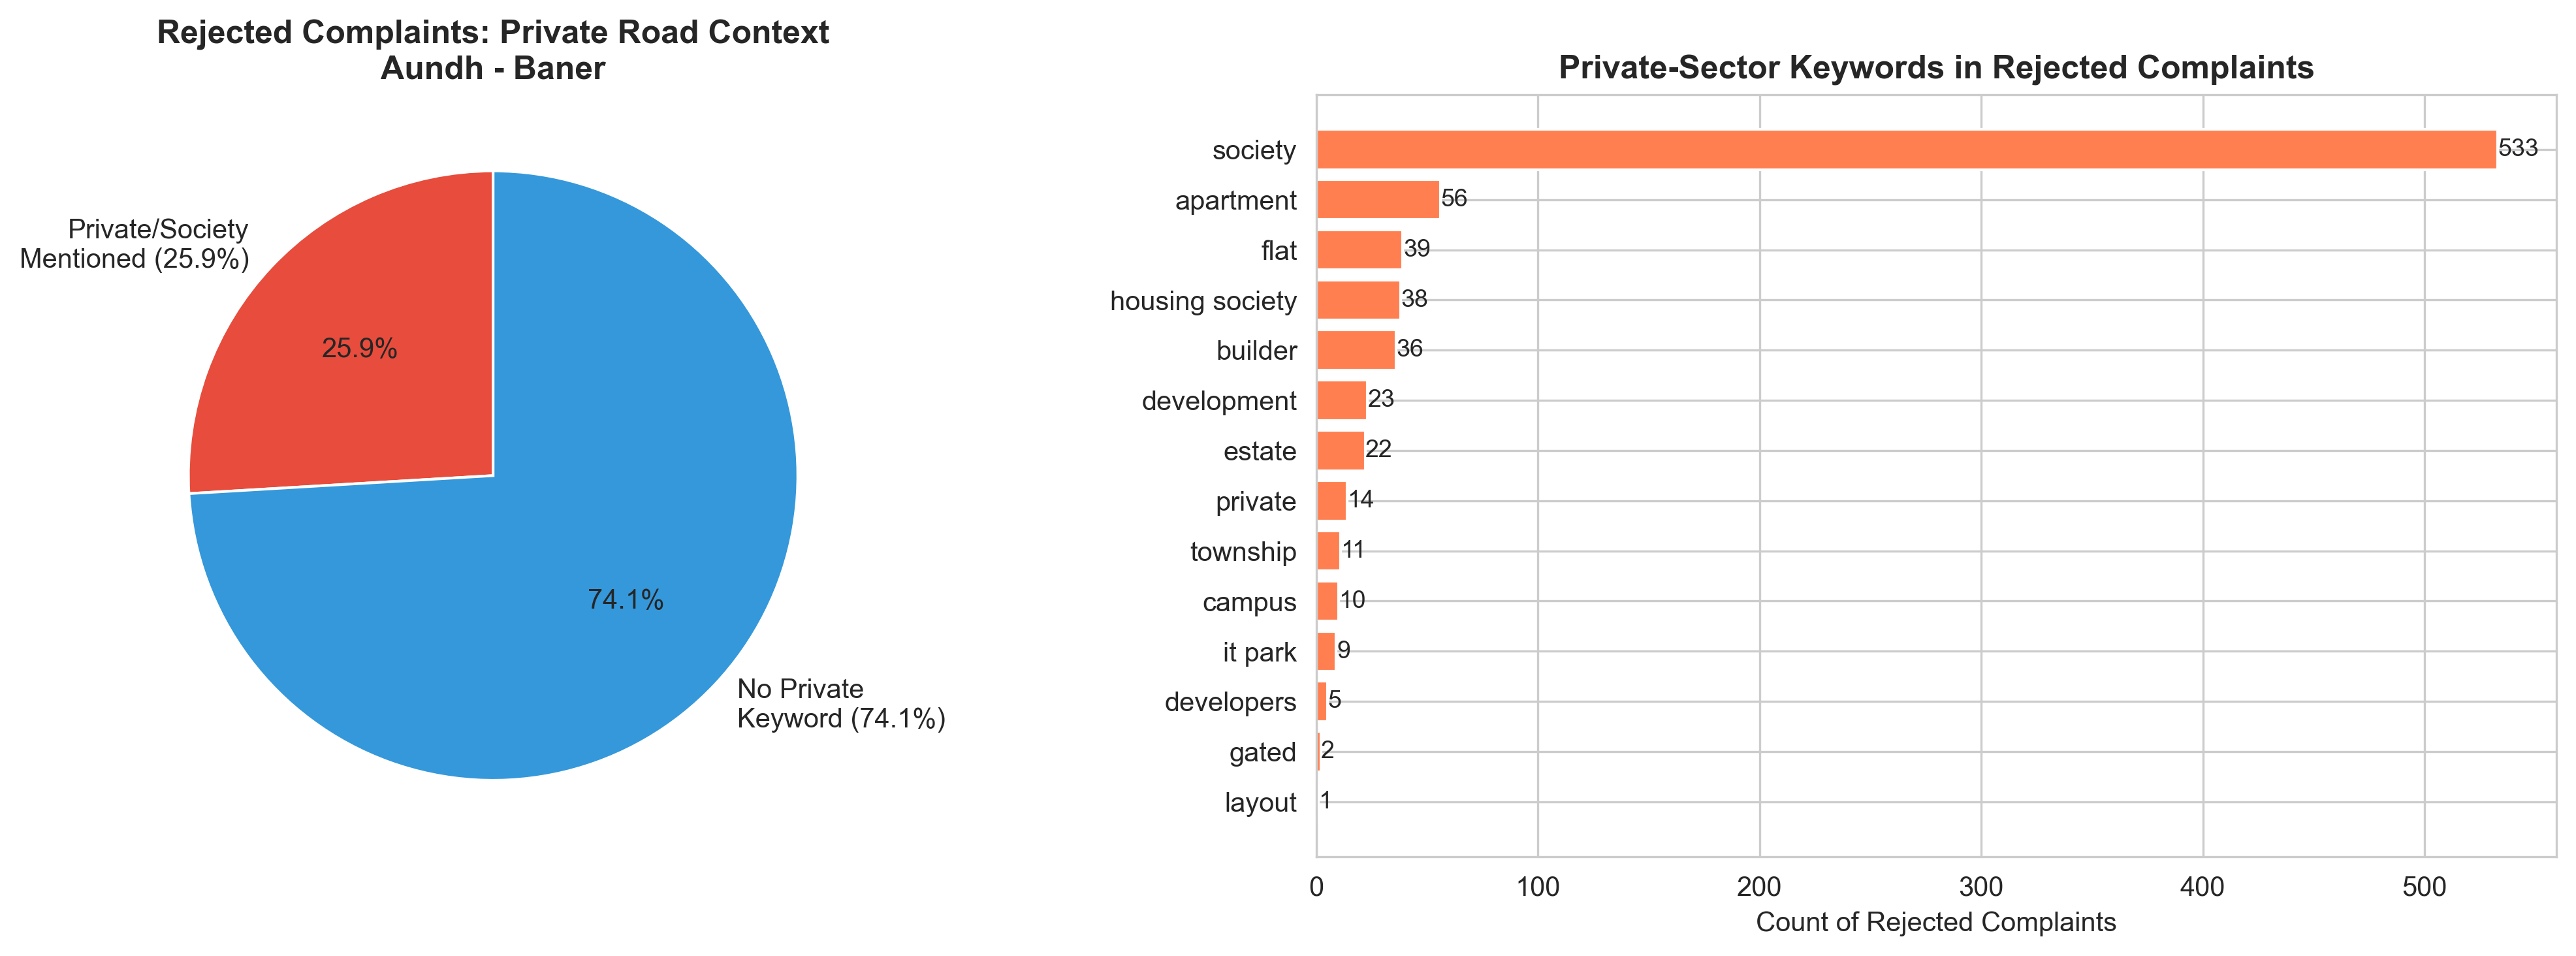 Rejected Complaints: Private Road Context
Aundh - Baner
Private/Society
Mentioned (25.9%)
25.9%
74.1%
No Private
Keyword (74.1%)
Private-Sector Keywords in Rejected Complaints
society 533
apartment 56
flat 39
housing society 38
builder 36
development 23
estate 22
private 14
township 11
campus 10
it park 9
developers 5
gated 2
layout 1
0 100 200 300 400 500
Count of Rejected Complaints